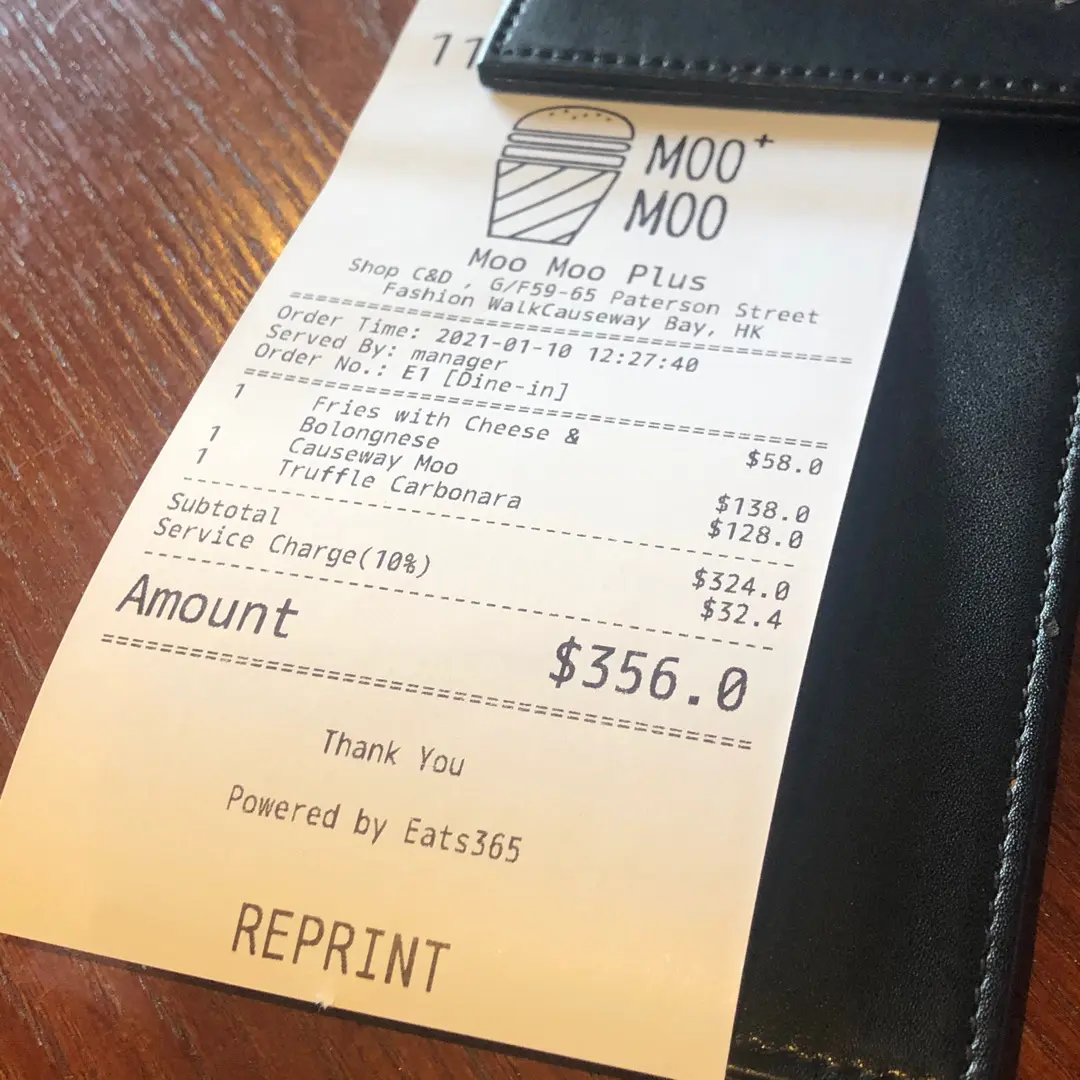 11
MOO+
MOO
Moo Moo Plus
Shop C&D , G/F59-65 Paterson Street
Fashion WalkCauseway Bay, HK
===================================
Order Time: 2021-01-10 12:27:40
Served By: manager
Order No.: E1 [Dine-in]
===================================
1 Fries with Cheese & $58.0
Bolongnese
1 Causeway Moo $138.0
1 Truffle Carbonara $128.0
-----------------------------------
Subtotal $324.0
Service Charge(10%) $32.4
-----------------------------------
Amount $356.0
===================================
Thank You
Powered by Eats365
REPRINT